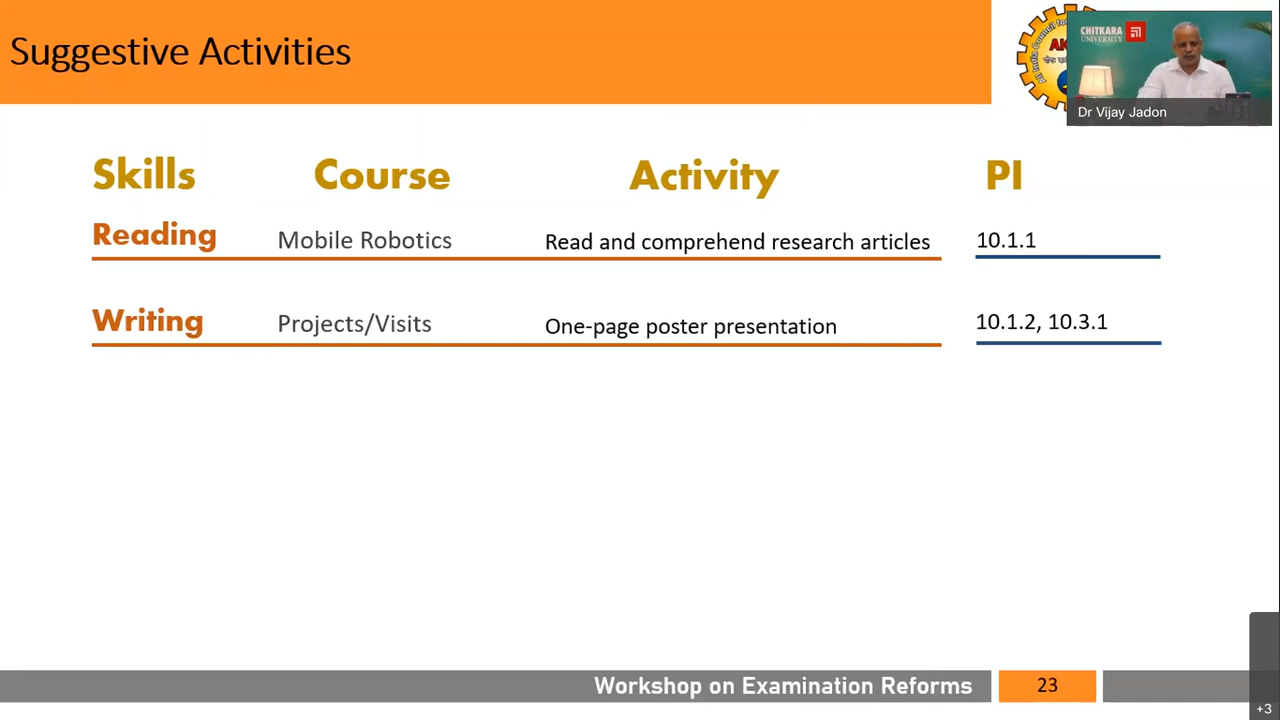 Suggestive Activities
CHITKARA
UNIVERSITY
Dr Vijay Jadon
Skills Course Activity PI
Reading Mobile Robotics Read and comprehend research articles 10.1.1
Writing Projects/Visits One-page poster presentation 10.1.2, 10.3.1
Workshop on Examination Reforms 23
+3